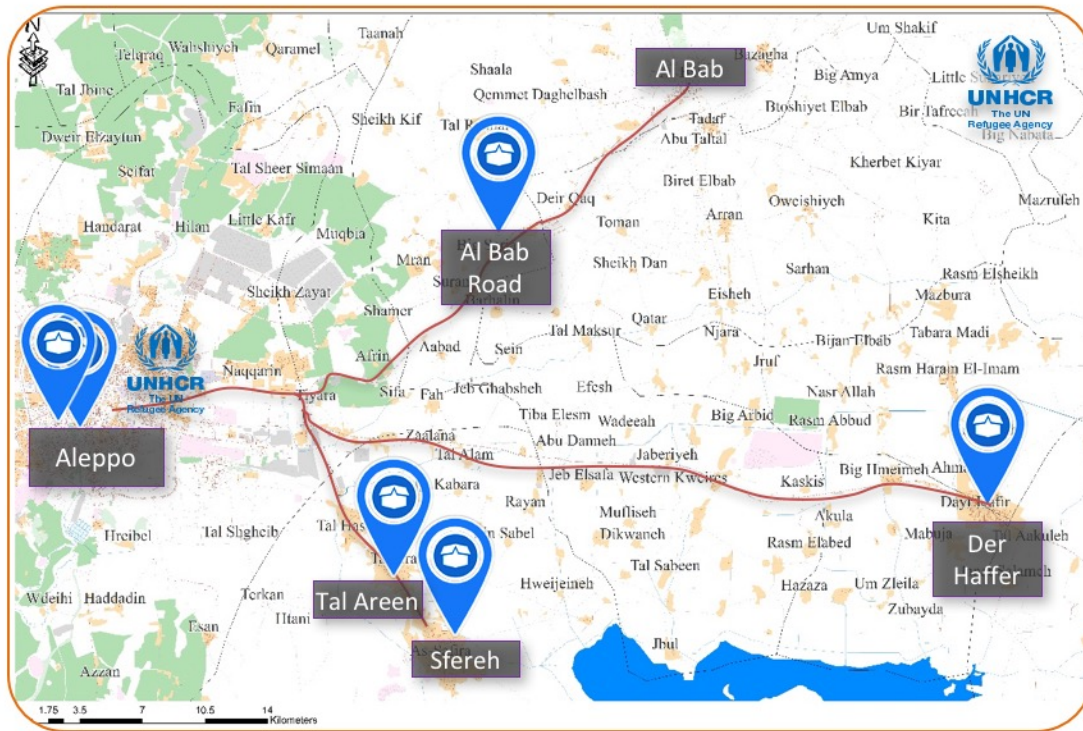 N
Taanah
Um Shakif
Telqraq
Wahshiyeh
Qaramel
Shaala
Al Bab
Bazagha
Big Amya
UNHCR
The UN
Refugee Agency
Tal Jbine
Fafin
Qemmet Daghelbash
Btoshiyet Elbab
Bir Tafreeah
Big Nabata
Sheikh Kif
Tadaf
Dweir Elzaytun
Abu Taltal
Seifat
Tal Sheer Simaan
Kherbet Kiyar
Biret Elbab
Deir Qaq
Oweishiyeh
Mazrufeh
Handarat
Hilan
Little Kafr
Muqbia
Toman
Arran
Kita
Al Bab
Road
Mran
Sheikh Dan
Sarhan
Rasm Elsheikh
Sheikh Zayat
Barhalin
Eisheh
Mazbura
Shamer
Qatar
Tal Maksur
Njara
Tabara Madi
Aabad
Sein
Bijan Elbab
Afrin
UNHCR
The UN
Refugee Agency
Naqqarin
Jruf
Rasm Harain El-Imam
Tiyara
Sifa
Fah
Jeb Ghabsheh
Efesh
Nasr Allah
Tiba Elesm
Wadeeah
Big Arbid
Rasm Abbud
Aleppo
Zaalana
Abu Danneh
Tal Alam
Jaberiyeh
Big Hmeimeh
Kabara
Jeb Elsafa
Western Kweires
Kaskis
Rayan
Mufliseh
Akula
Hreibel
Tal Shgheib
Tal Has
Dikwaneh
Rasm Elabed
Mabuja
Der
Haffer
Tal Sabeen
Wdeihi
Haddadin
Terkan
Tal Areen
Hweijeineh
Hazaza
Um Zleila
Htani
Zubayda
Esan
Sfereh
Jbul
Azzan
1.75 3.5 7 10.5 14
Kilometers